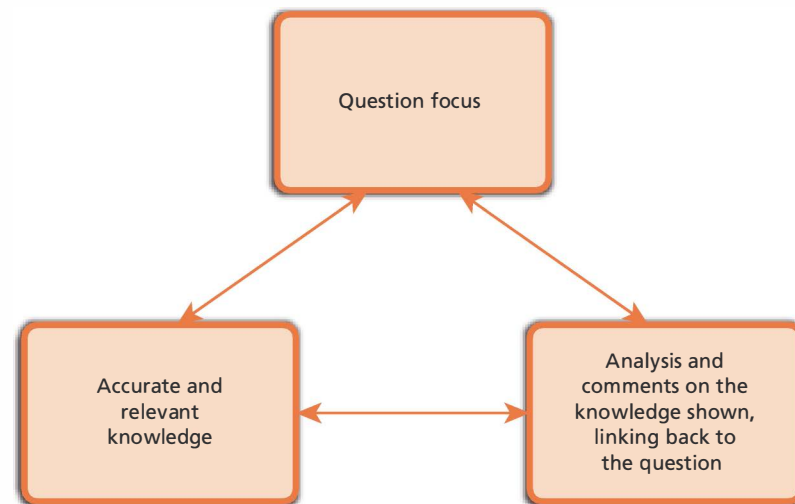 Question focus
Accurate and
relevant
knowledge
Analysis and
comments on the
knowledge shown,
linking back to
the question